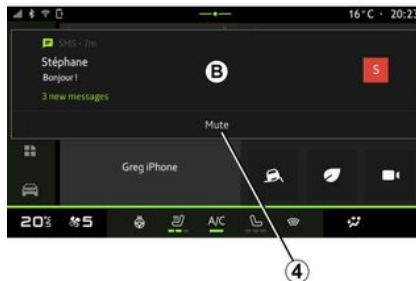 16°C · 20:23
SMS · 7m
Stéphane
Bonjour !
3 new messages
B
S
Mute
Greg iPhone
20.5
5
A/C
4